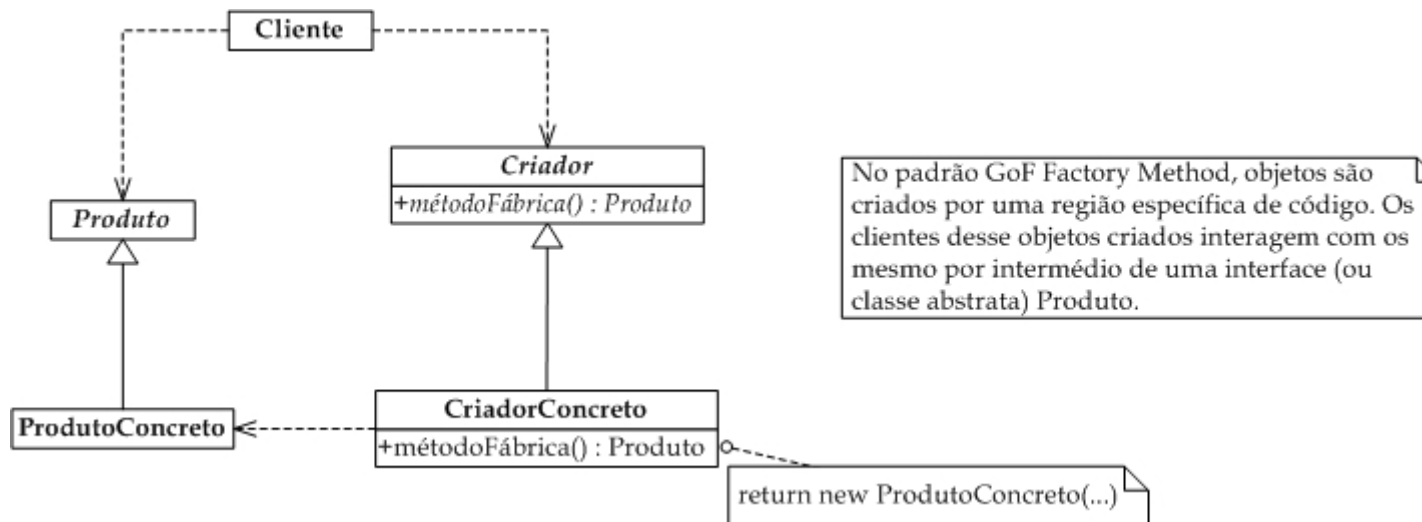 Cliente
Criador
+métodoFábrica() : Produto
Produto
No padrão GoF Factory Method, objetos são
criados por uma região específica de código. Os
clientes desse objetos criados interagem com os
mesmo por intermédio de uma interface (ou
classe abstrata) Produto.
CriadorConcreto
+métodoFábrica() : Produto
ProdutoConcreto
return new ProdutoConcreto(...)